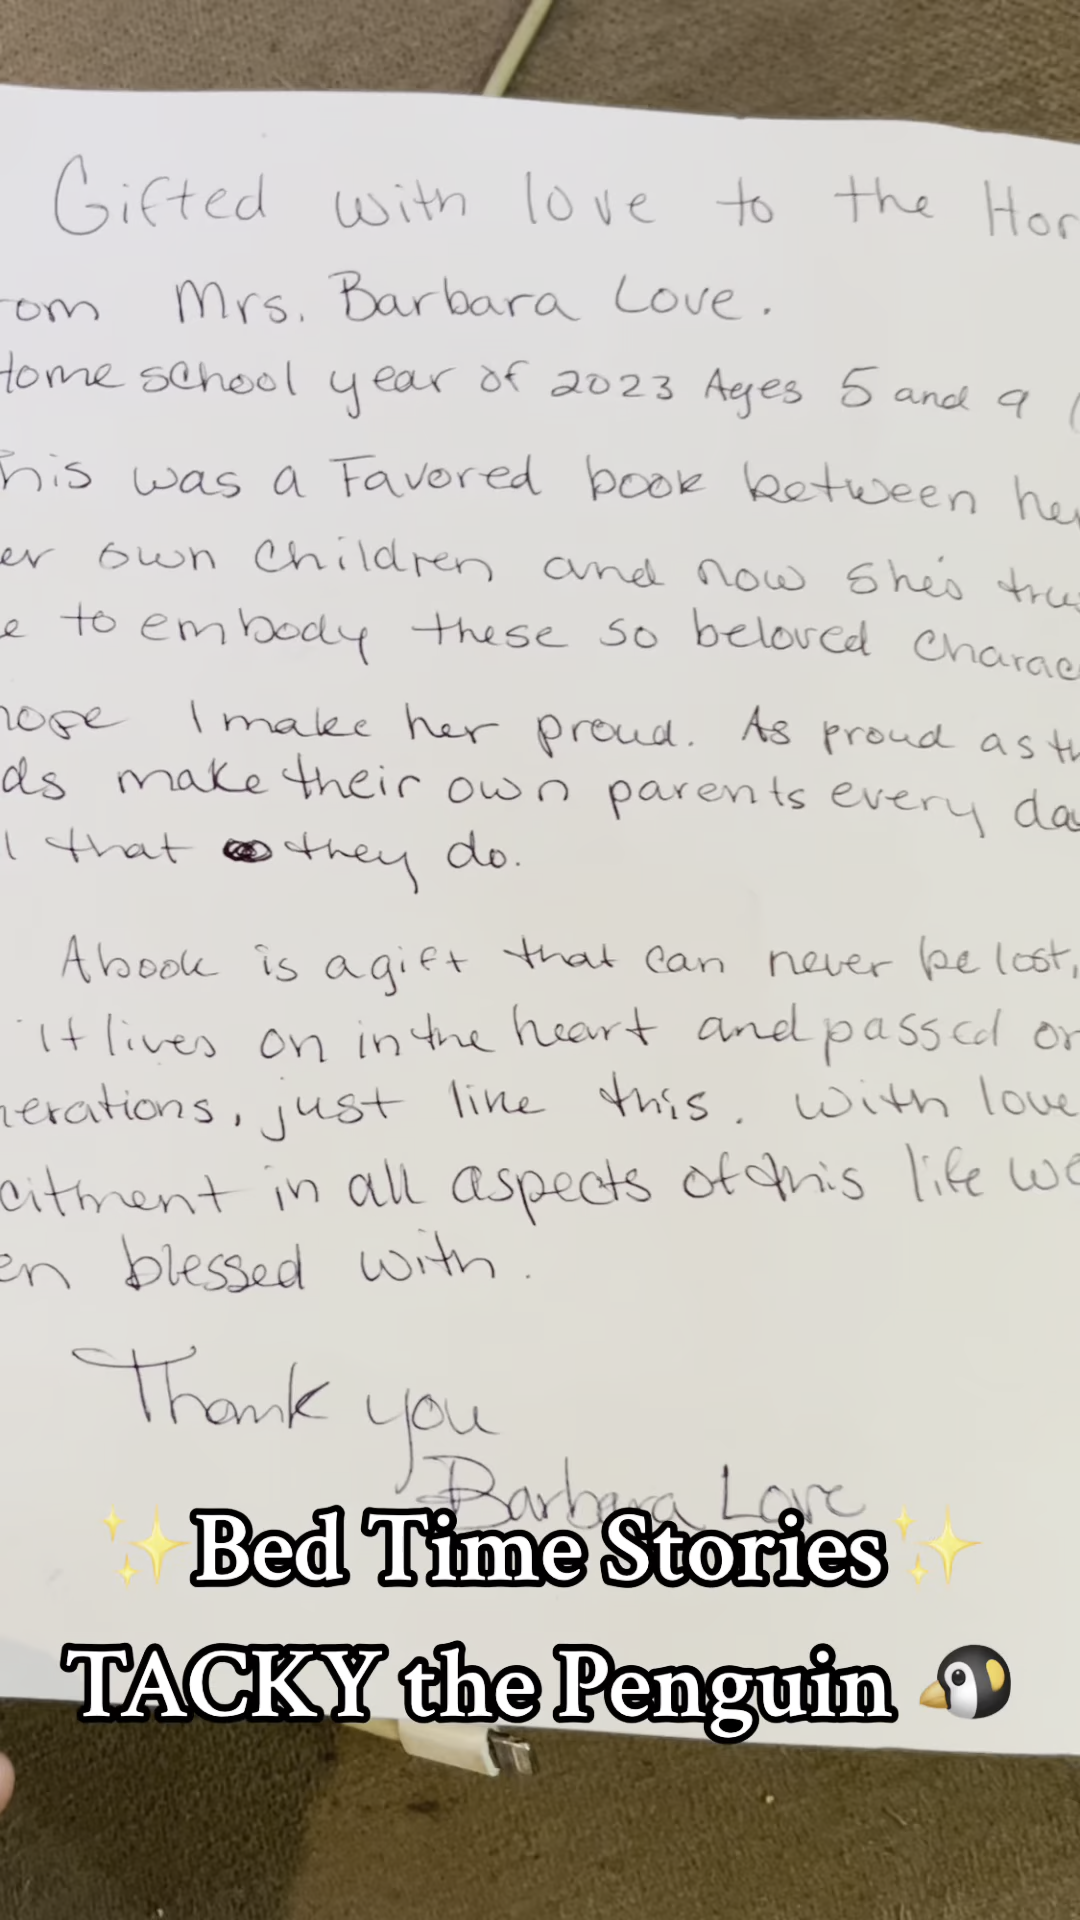 Gifted with love to the Hor
rom Mrs. Barbara Love.
Home school year of 2023 Ages 5 and 9 (
his was a Favored book between her
er own children and now she's trus
e to embody these so beloved charac
hope I make her proud. As proud as th
ds make their own parents every da
l that they do.
A book is a gift that can never be lost,
It lives on in the heart and passed on
nerations, just like this. With love
citment in all aspects of this life we
en blessed with.
Thank you
Barbara Love
✨Bed Time Stories✨
TACKY the Penguin 🐧